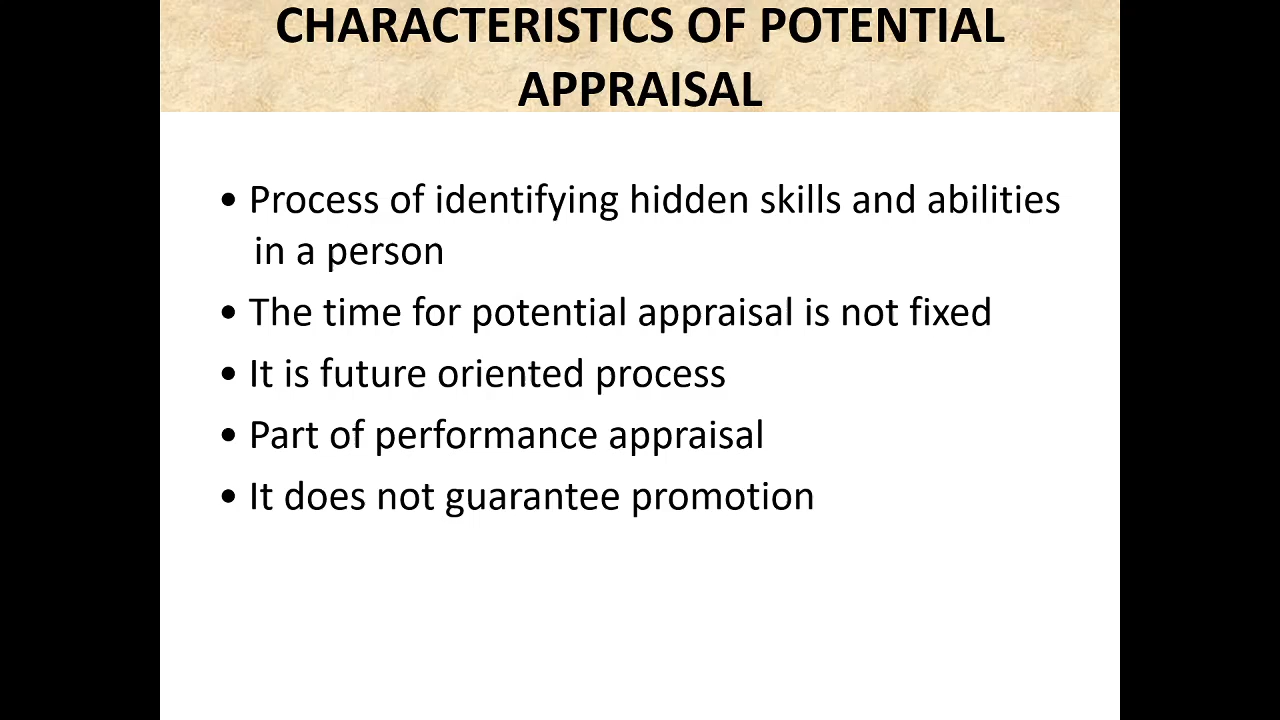 CHARACTERISTICS OF POTENTIAL
APPRAISAL
• Process of identifying hidden skills and abilities
in a person
• The time for potential appraisal is not fixed
• It is future oriented process
• Part of performance appraisal
• It does not guarantee promotion